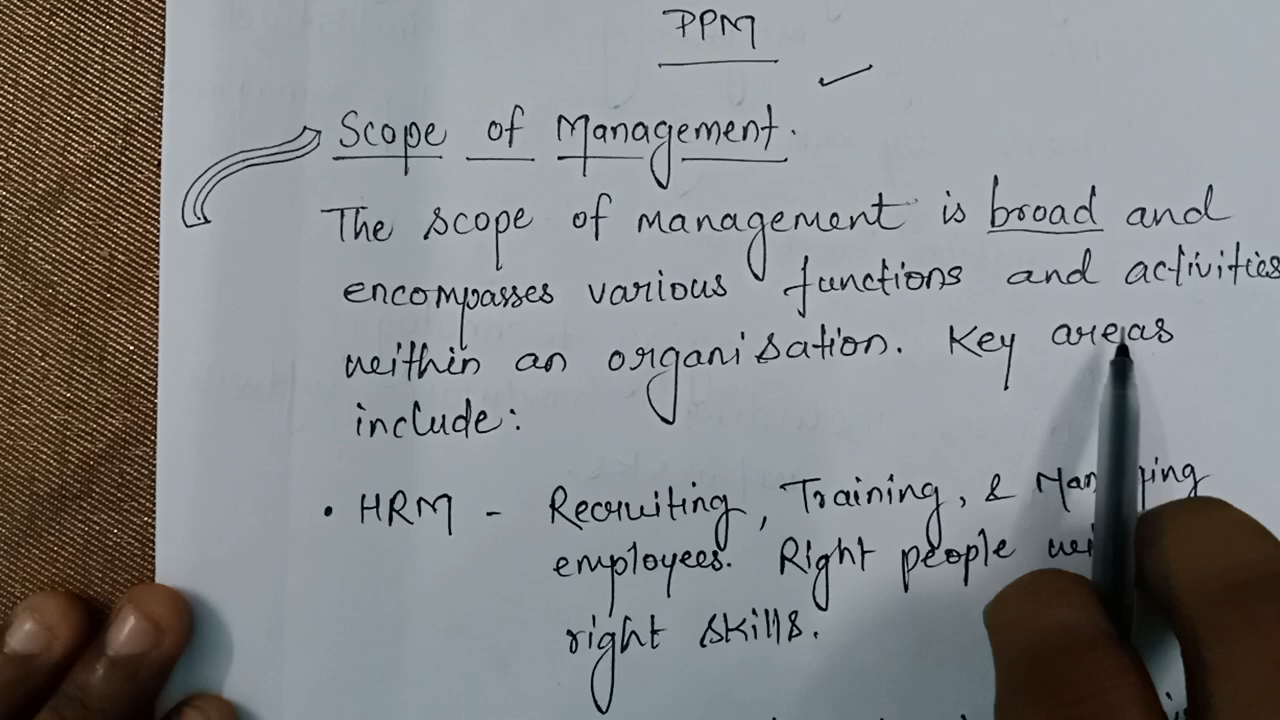 PPM
Scope of Management.
The scope of management is broad and
encompasses various functions and activities
within an organisation. Key areas
include:
• HRM - Recruiting, Training, &
employees. Right people
right skills.